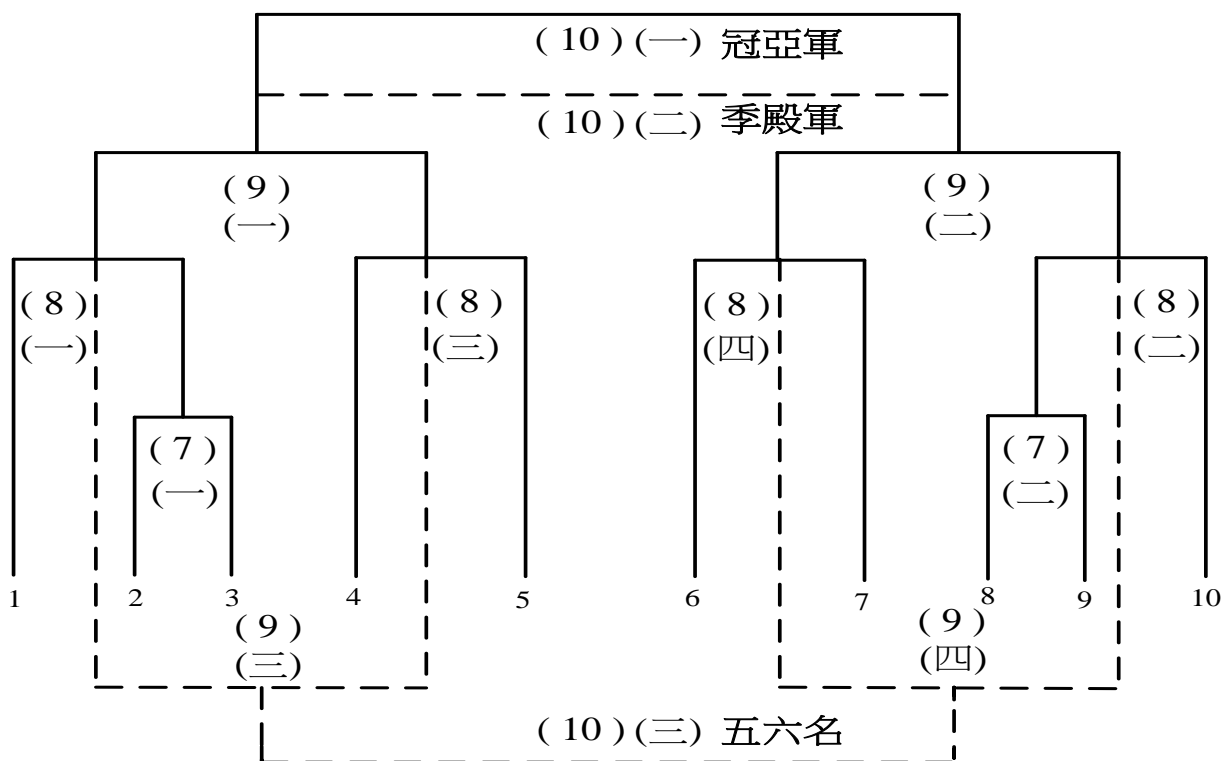 ( 10 ) (一) 冠亞軍
( 10 ) (二) 季殿軍
( 9 )
(一)
( 9 )
(二)
( 8 )
(一)
( 8 )
(三)
( 8 )
(四)
( 8 )
(二)
( 7 )
(一)
( 7 )
(二)
1 2 3 4 5 6 7 8 9 10
( 9 )
(三)
( 9 )
(四)
( 10 ) (三) 五六名